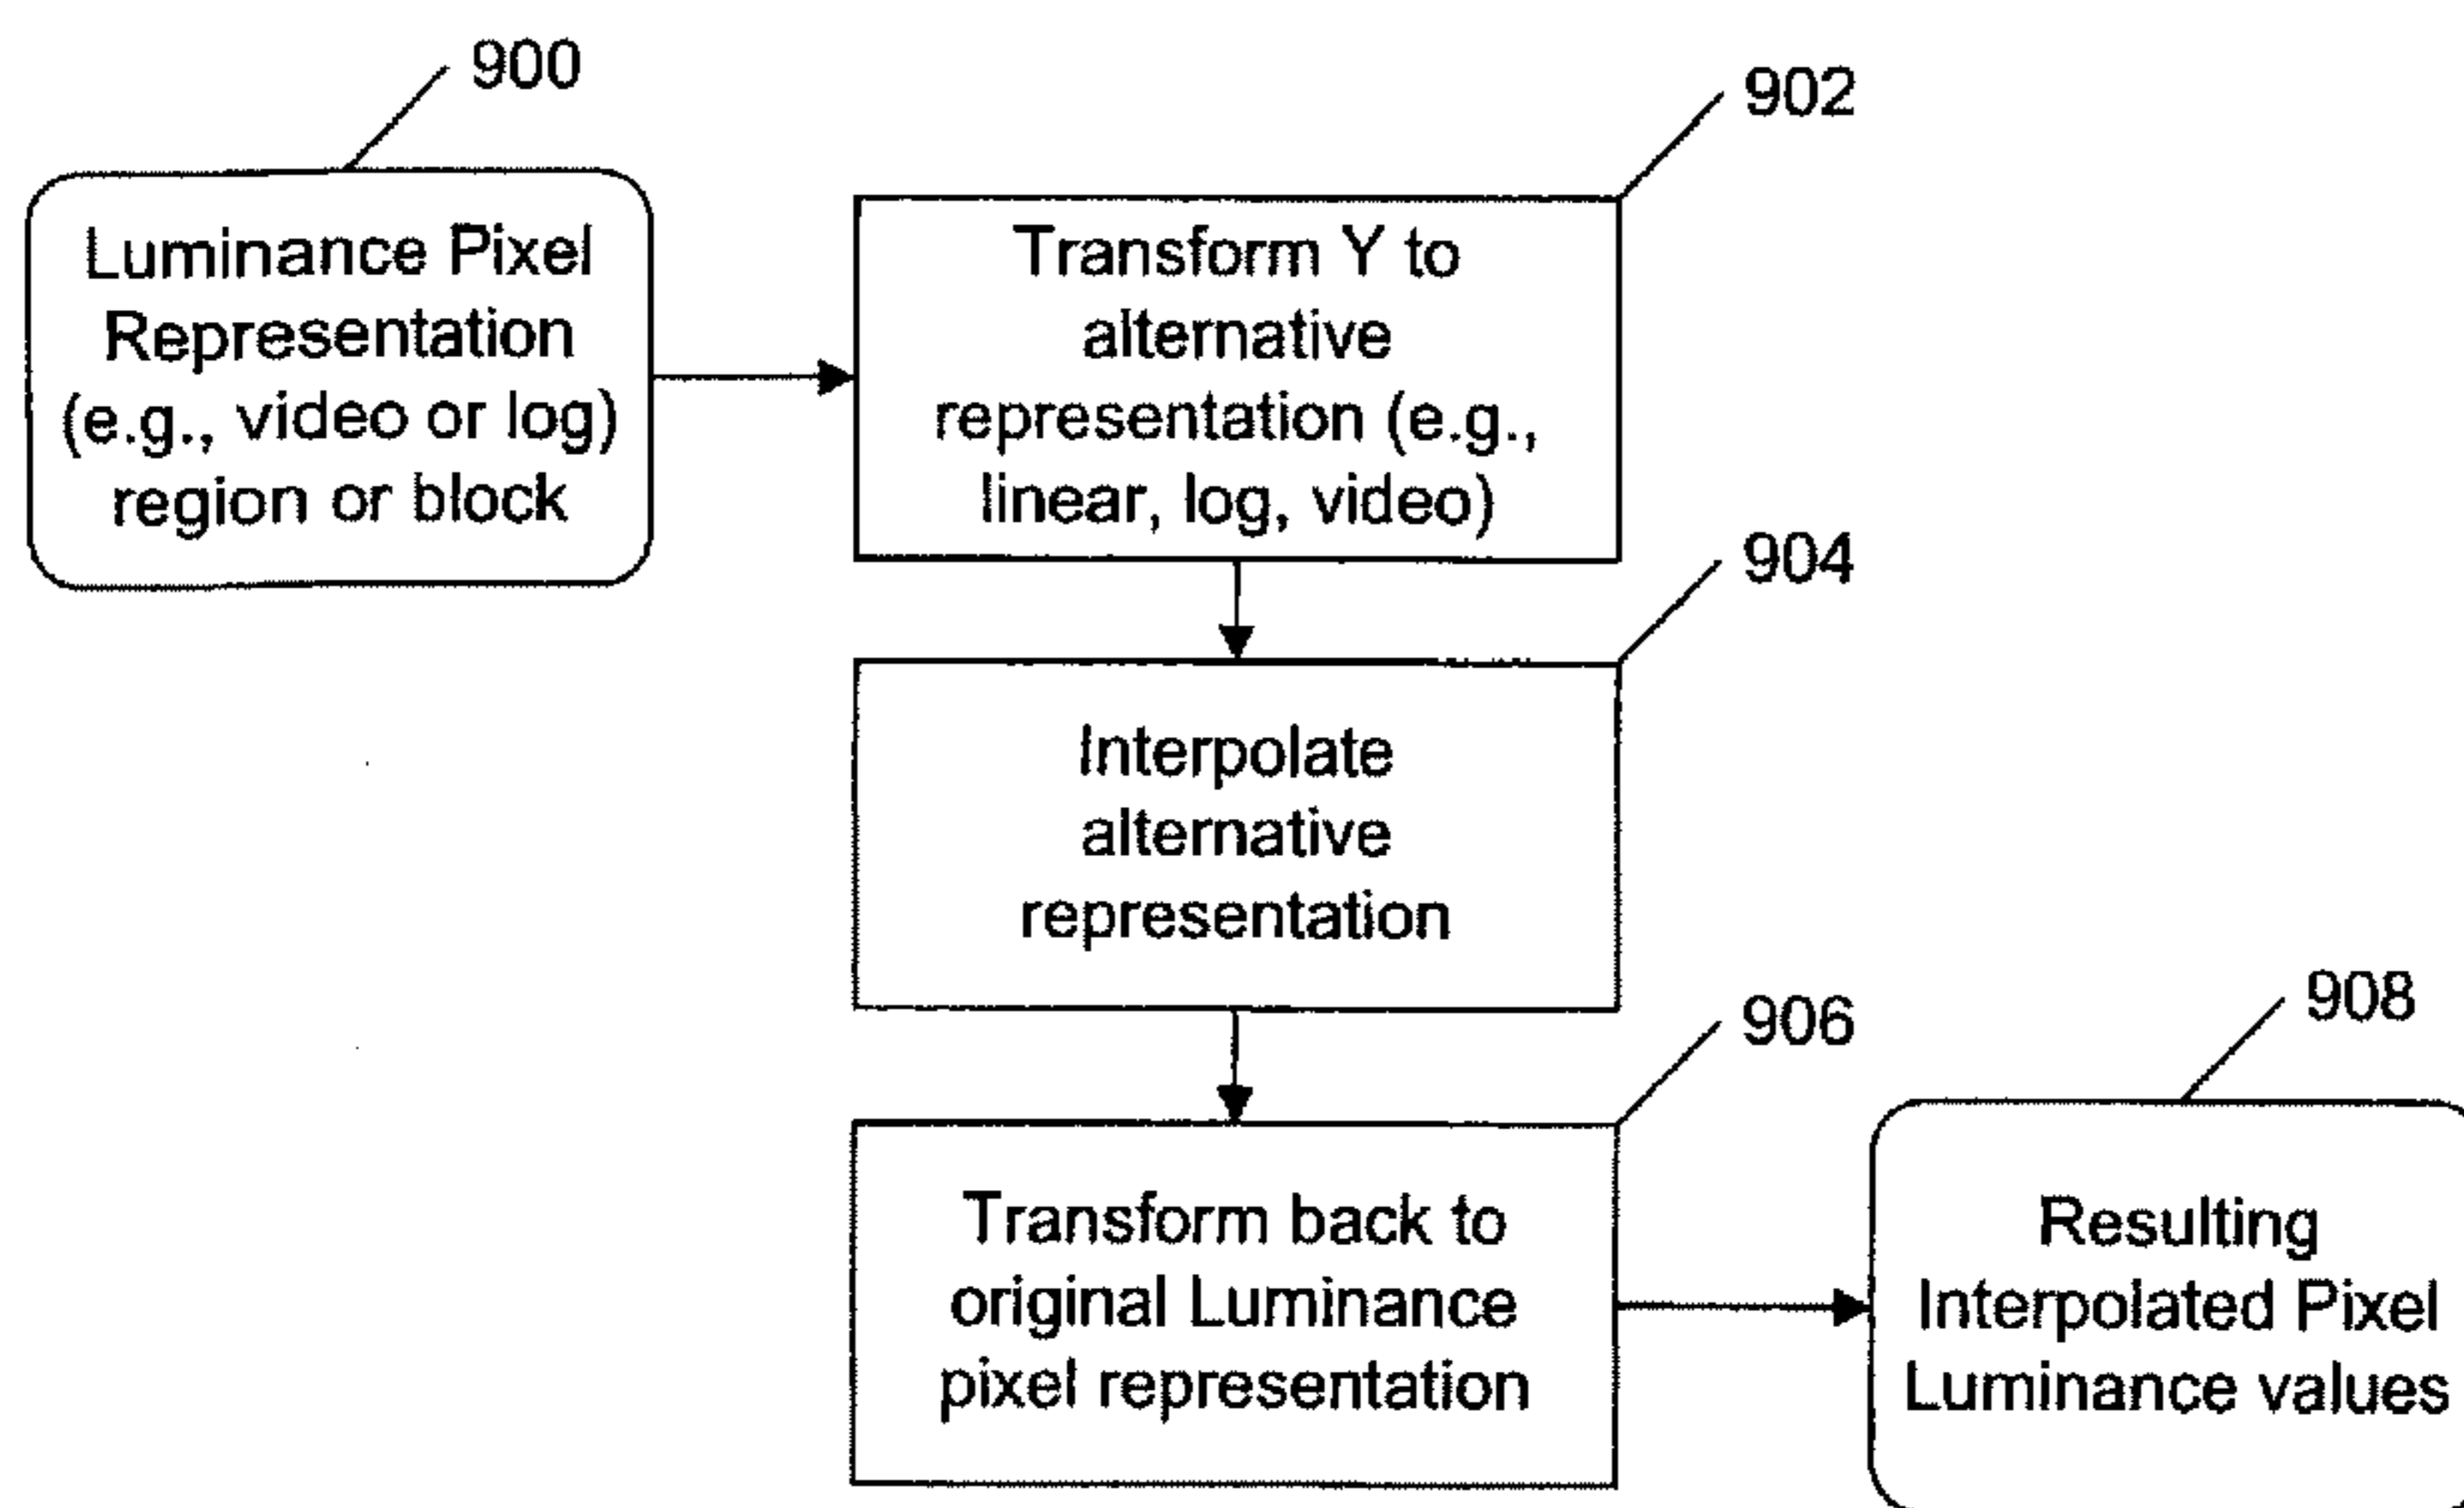 900
Luminance Pixel
Representation
(e.g., video or log)
region or block
902
Transform Y to
alternative
representation (e.g.,
linear, log, video)
904
Interpolate
alternative
representation
906
Transform back to
original Luminance
pixel representation
908
Resulting
Interpolated Pixel
Luminance values